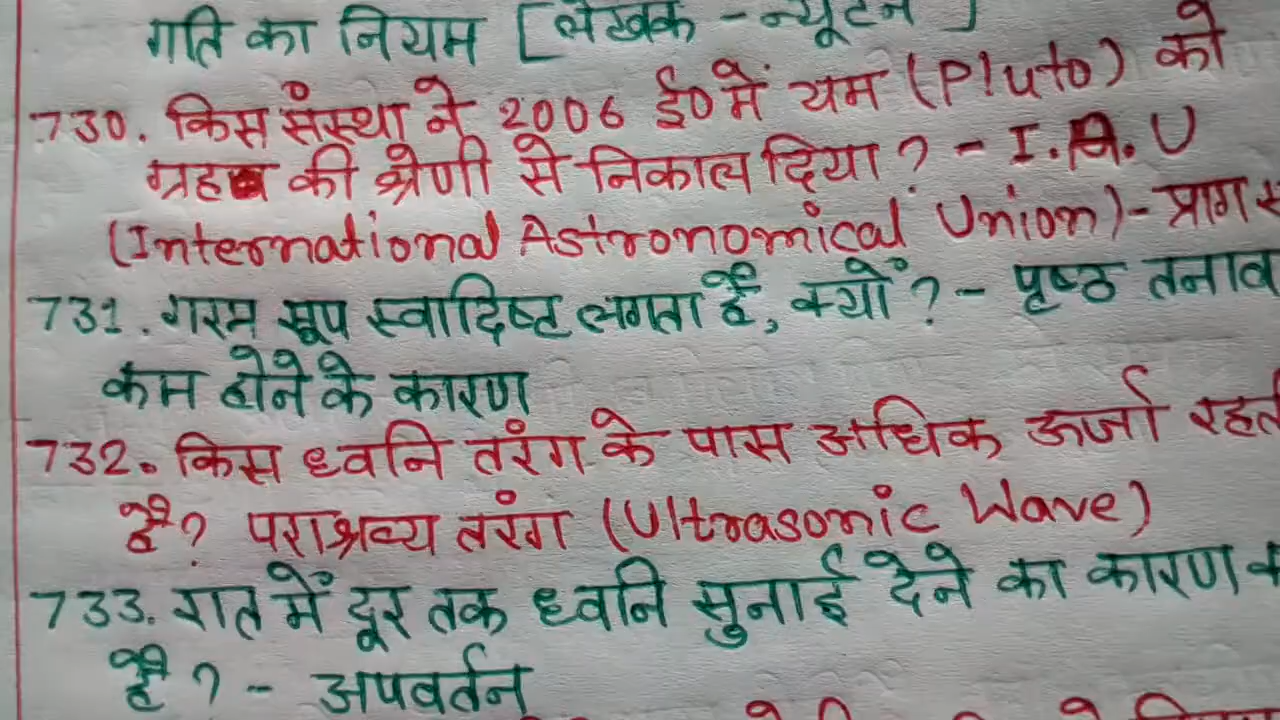 गति का नियम [लेखक - न्यूटन]
730. किस संस्था ने 2006 ई० में यम (Pluto) को
ग्रह की श्रेणी से निकाल दिया? - I.A.U
(International Astronomical Union) - प्राग
731. गरम सूप स्वादिष्ट लगता है, क्यों? - पृष्ठ तनाव
कम होने के कारण
732. किस ध्वनि तरंग के पास अधिक ऊर्जा
है? पराश्रव्य तरंग (Ultrasonic Wave)
733. रात में दूर तक ध्वनि सुनाई देने का कारण
है? - अपवर्तन